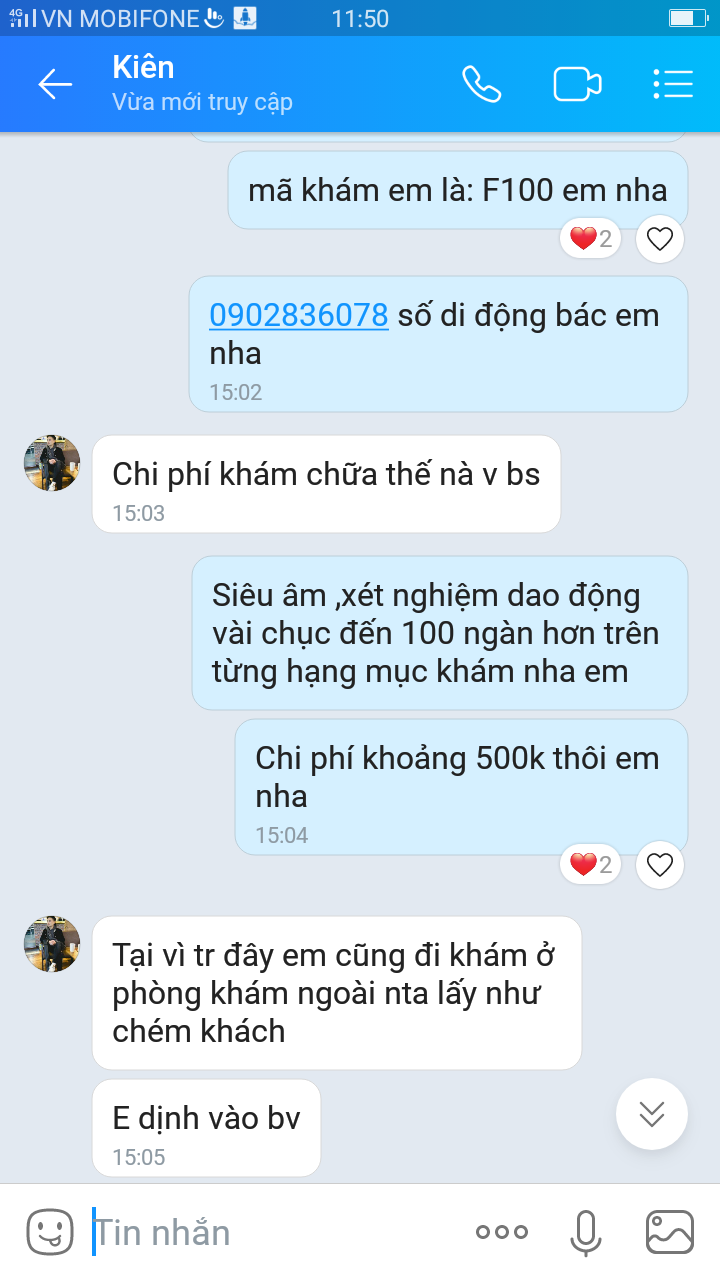 4G VN MOBIFONE 11:50
Kiên
Vừa mới truy cập
mã khám em là: F100 em nha
2
0902836078 số di động bác em
nha
15:02
Chi phí khám chữa thế nà v bs
15:03
Siêu âm ,xét nghiệm dao động
vài chục đến 100 ngàn hơn trên
từng hạng mục khám nha em
Chi phí khoảng 500k thôi em
nha
15:04
2
Tại vì tr đây em cũng đi khám ở
phòng khám ngoài nta lấy như
chém khách
E dịnh vào bv
15:05
Tin nhắn